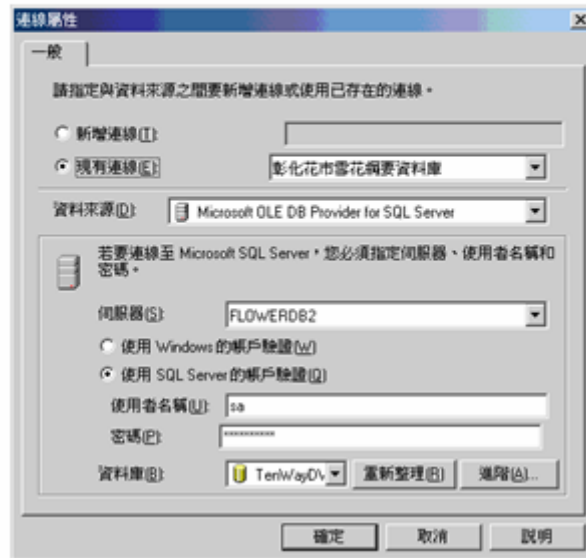 連線屬性
一般
請指定與資料來源之間要新增連線或使用已存在的連線。
新增連線(I):
現有連線(E):
彰化花市雪花綱要資料庫
資料來源(D):
Microsoft OLE DB Provider for SQL Server
若要連線至 Microsoft SQL Server，您必須指定伺服器、使用者名稱和
密碼。
伺服器(S):
FLOWERDB2
使用 Windows 的帳戶驗證(W)
使用 SQL Server 的帳戶驗證(Q)
使用者名稱(U):
sa
密碼(P):
**********
資料庫(B):
TenWayDV
重新整理(R)
進階(A)...
確定
取消
說明